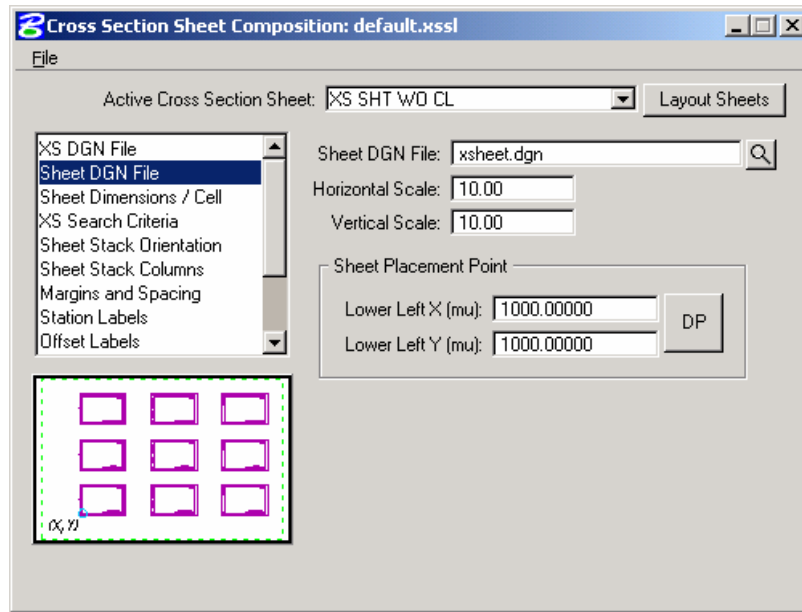 Cross Section Sheet Composition: default.xssl
File
Active Cross Section Sheet: XS SHT WO CL Layout Sheets
XS DGN File
Sheet DGN File
Sheet Dimensions / Cell
XS Search Criteria
Sheet Stack Orientation
Sheet Stack Columns
Margins and Spacing
Station Labels
Offset Labels
Sheet DGN File: xsheet.dgn
Horizontal Scale: 10.00
Vertical Scale: 10.00
Sheet Placement Point
Lower Left X (mu): 1000.00000
Lower Left Y (mu): 1000.00000
DP
(X, Y)